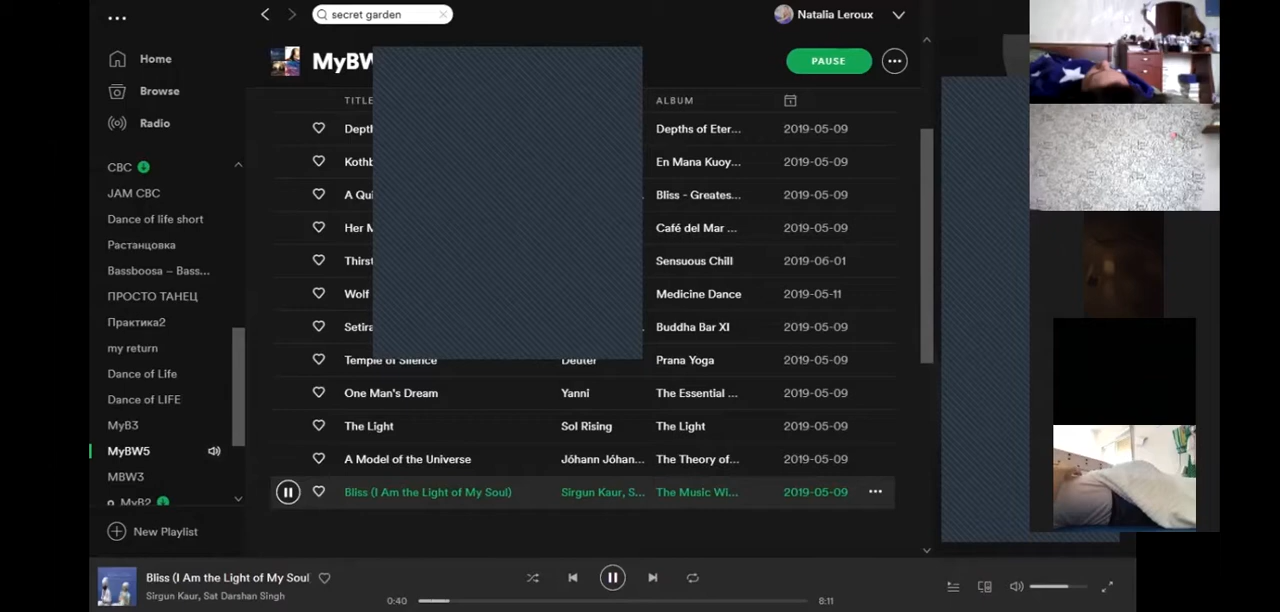 secret garden
Natalia Leroux
Home
Browse
Radio
CBC
JAM CBC
Dance of life short
Растанцовка
Bassboosa – Bass...
ПРОСТО ТАНЕЦ
Практика2
my return
Dance of Life
Dance of LIFE
MyB3
MyBW5
MBW3
MyB2
New Playlist
MyBW
PAUSE
TITLE ALBUM
Depth Depths of Eter... 2019-05-09
Kothb En Mana Kuoy... 2019-05-09
A Qui Bliss - Greates... 2019-05-09
Her M Café del Mar ... 2019-05-09
Thirst Sensuous Chill 2019-06-01
Wolf Medicine Dance 2019-05-11
Setira Buddha Bar XI 2019-05-09
Temple of Silence Deuter Prana Yoga 2019-05-09
One Man's Dream Yanni The Essential ... 2019-05-09
The Light Sol Rising The Light 2019-05-09
A Model of the Universe Jóhann Jóhan... The Theory of... 2019-05-09
Bliss (I Am the Light of My Soul) Sirgun Kaur, S... The Music Wi... 2019-05-09
Bliss (I Am the Light of My Soul
Sirgun Kaur, Sat Darshan Singh
0:40 8:11